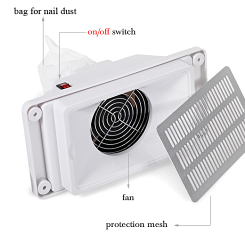 bag for nail dust
on/off switch
fan
protection mesh